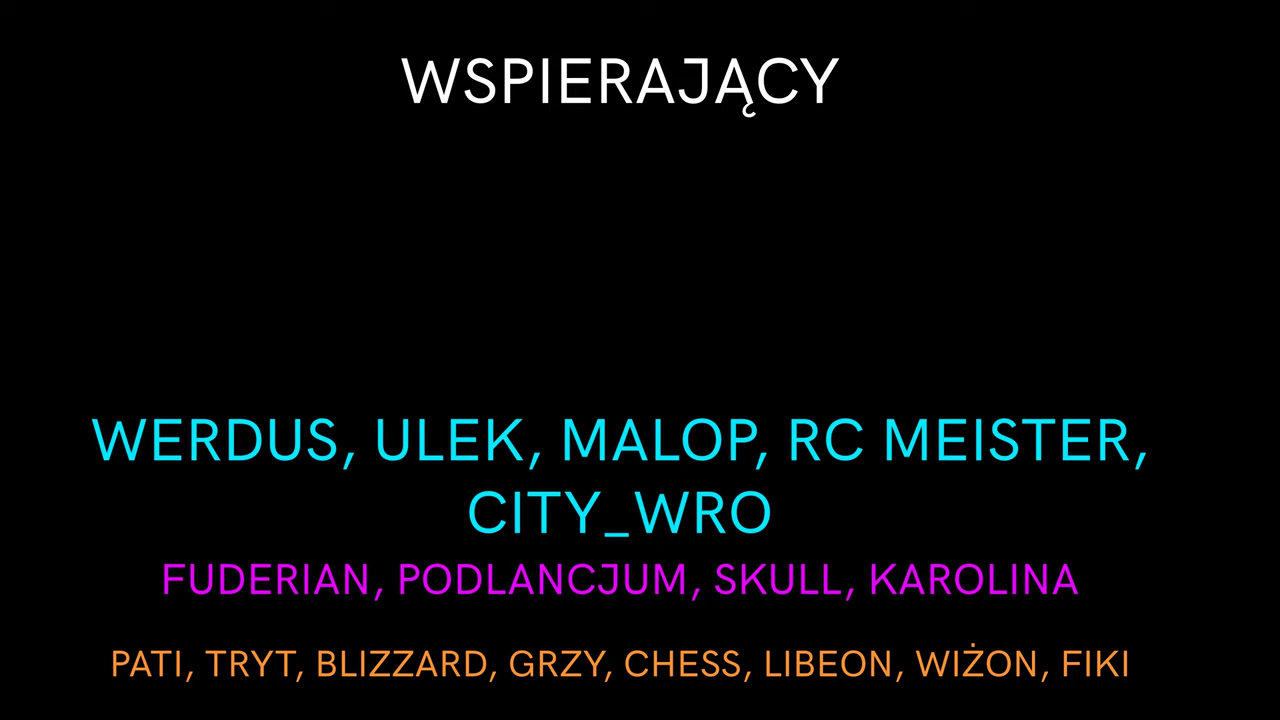 WSPIERAJĄCY
WERDUS, ULEK, MALOP, RC MEISTER,
CITY_WRO
FUDERIAN, PODLANCJUM, SKULL, KAROLINA
PATI, TRYT, BLIZZARD, GRZY, CHESS, LIBEON, WIŻON, FIKI